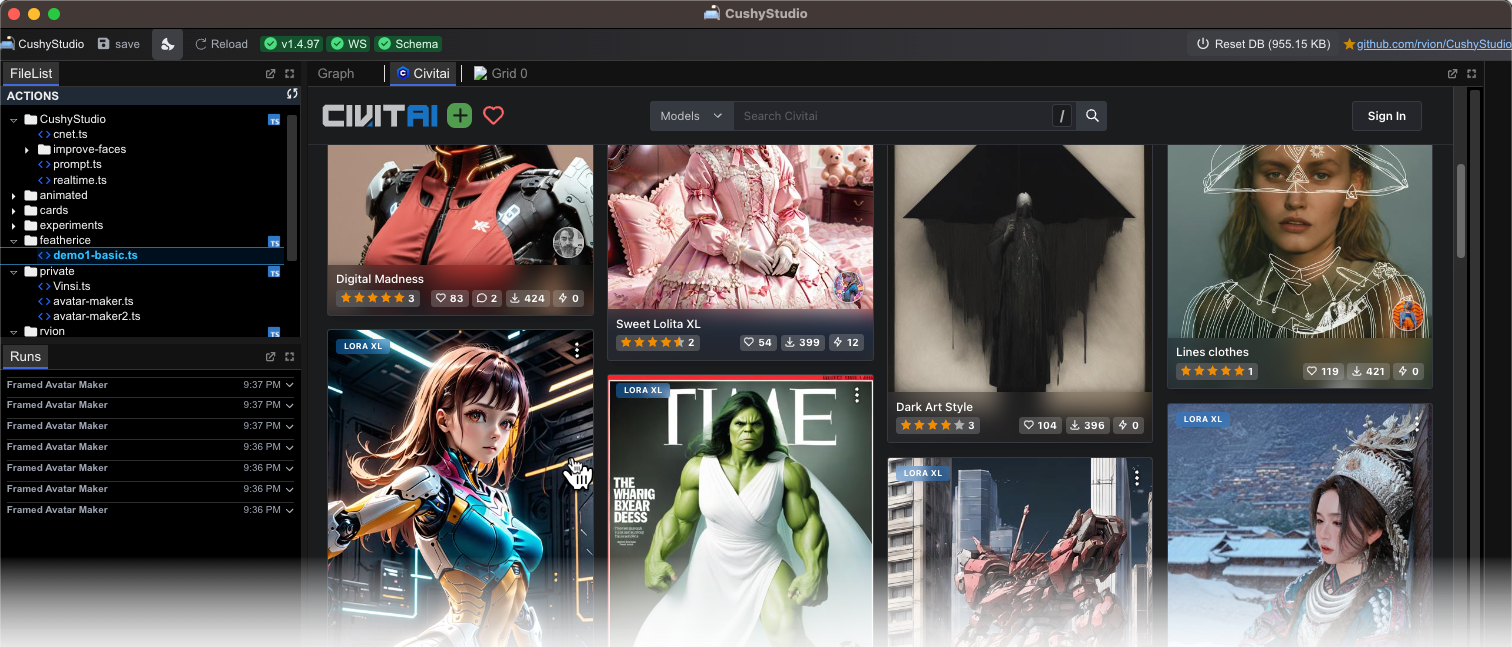 CushyStudio
CushyStudio save Reload v1.4.97 WS Schema Reset DB (955.15 KB) github.com/rvion/CushyStudio
FileList
ACTIONS
CushyStudio TS
cnet.ts
improve-faces
prompt.ts
realtime.ts
animated
cards
experiments
featherice TS
demo1-basic.ts
private TS
Vinsi.ts
avatar-maker.ts
avatar-maker2.ts
rvion TS
Runs
Framed Avatar Maker 9:37 PM
Framed Avatar Maker 9:37 PM
Framed Avatar Maker 9:37 PM
Framed Avatar Maker 9:36 PM
Framed Avatar Maker 9:36 PM
Framed Avatar Maker 9:36 PM
Framed Avatar Maker 9:36 PM
Graph Civitai Grid 0
CIVITAI Models Search Civitai / Sign In
Digital Madness
3 83 2 424 0
LORA XL
Sweet Lolita XL
2 54 399 12
LORA XL
TIME
THE
WHARIG
BXEAR
DEESS
Dark Art Style
3 104 396 0
LORA XL
Lines clothes
1 119 421 0
LORA XL